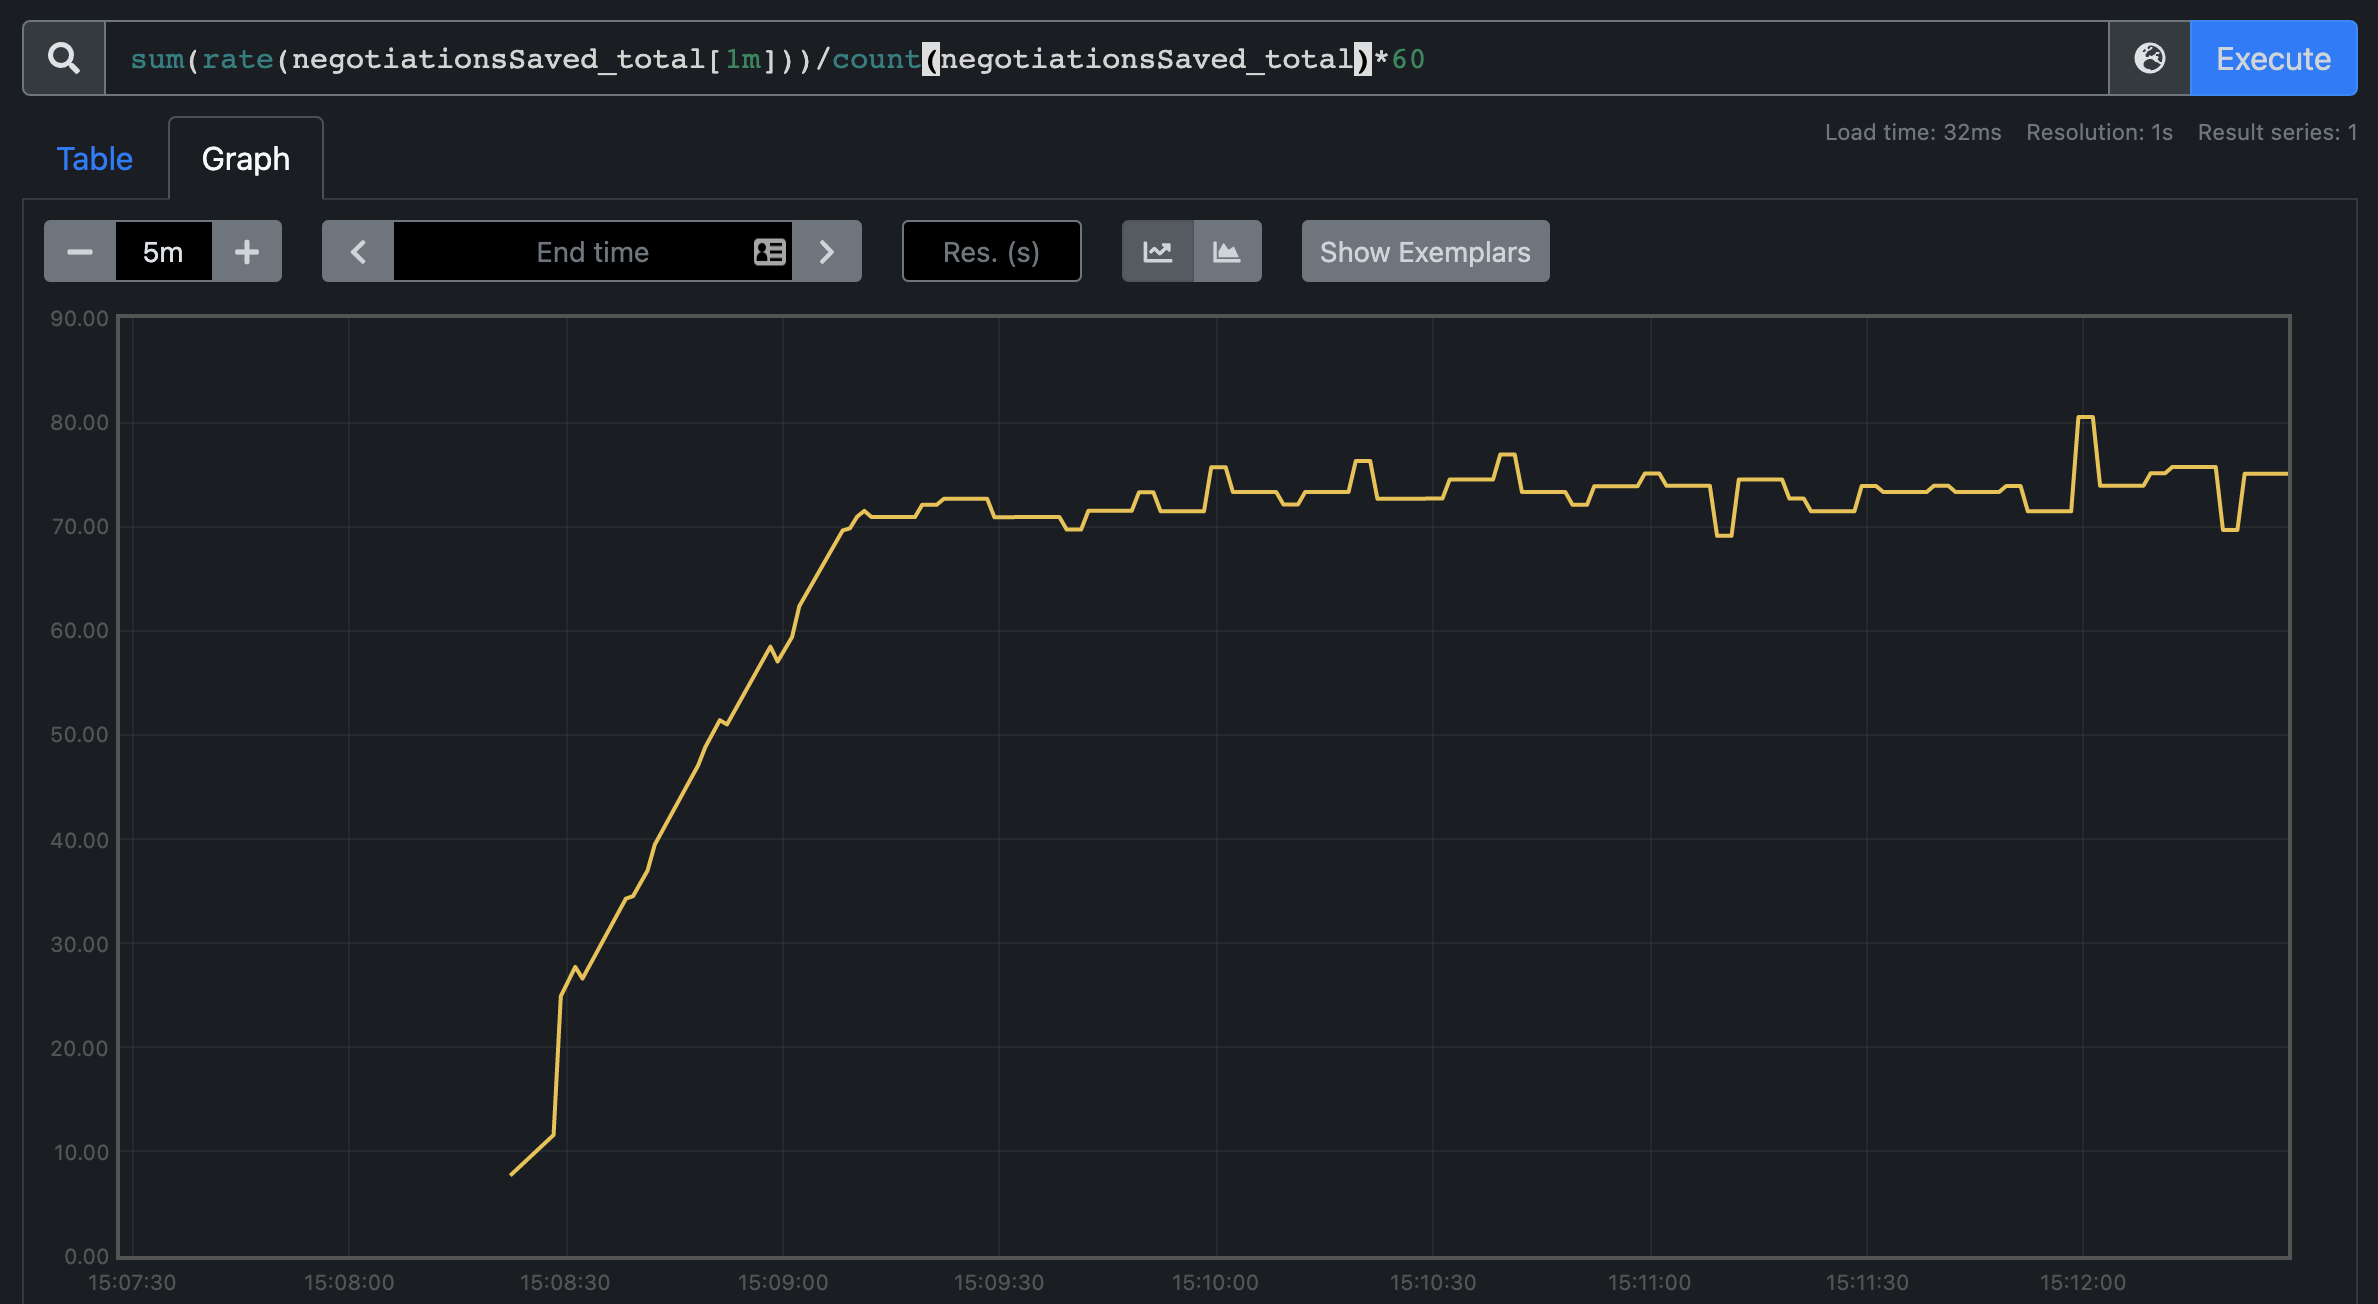 sum(rate(negotiationsSaved_total[1m]))/count(negotiationsSaved_total)*60
Execute
Load time: 32ms Resolution: 1s Result series: 1
Table Graph
5m End time Res. (s) Show Exemplars
90.00
80.00
70.00
60.00
50.00
40.00
30.00
20.00
10.00
0.00
15:07:30 15:08:00 15:08:30 15:09:00 15:09:30 15:10:00 15:10:30 15:11:00 15:11:30 15:12:00